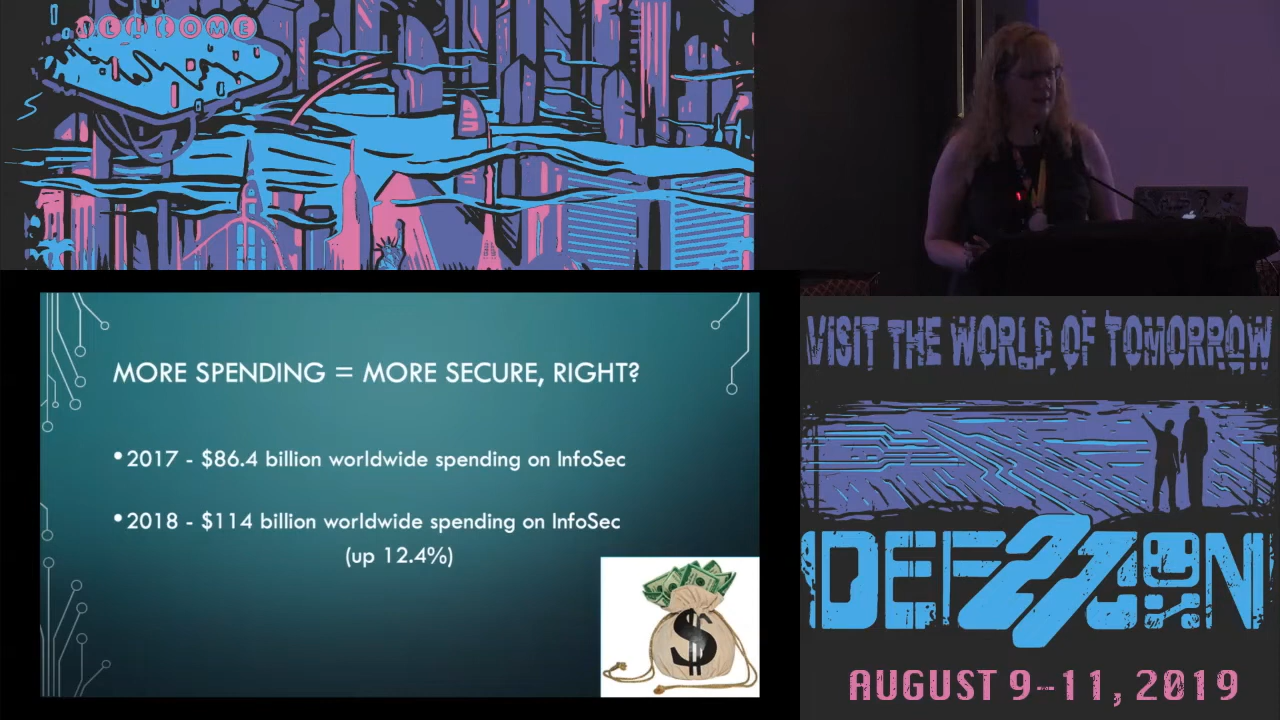 WELCOME
MORE SPENDING = MORE SECURE, RIGHT?
•2017 - $86.4 billion worldwide spending on InfoSec
•2018 - $114 billion worldwide spending on InfoSec
(up 12.4%)
$
VISIT THE WORLD OF TOMORROW
DEF27CON
AUGUST 9-11, 2019